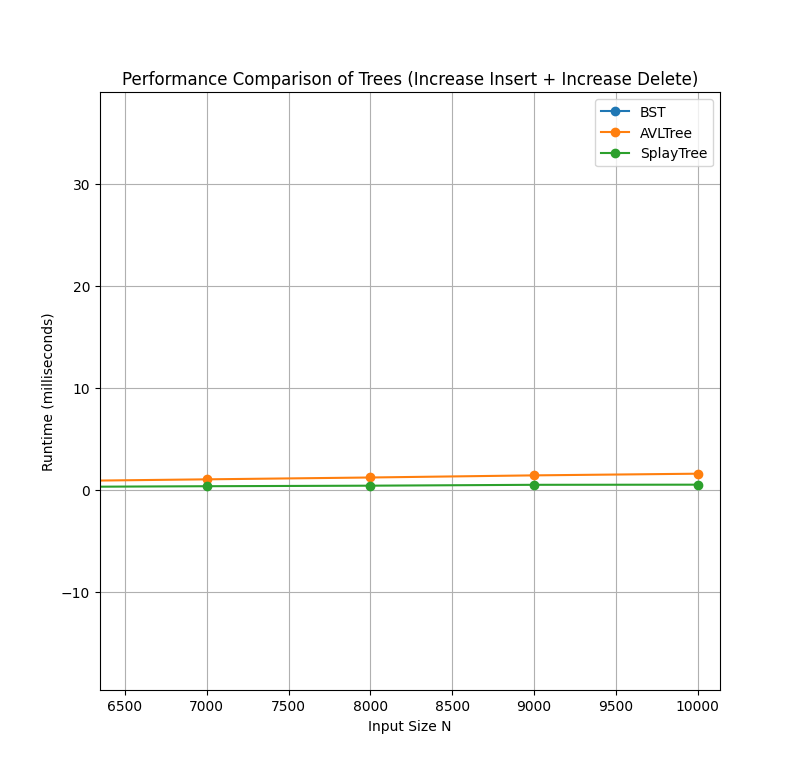 Performance Comparison of Trees (Increase Insert + Increase Delete)
BST
AVLTree
SplayTree
30
20
10
0
−10
Runtime (milliseconds)
6500 7000 7500 8000 8500 9000 9500 10000
Input Size N